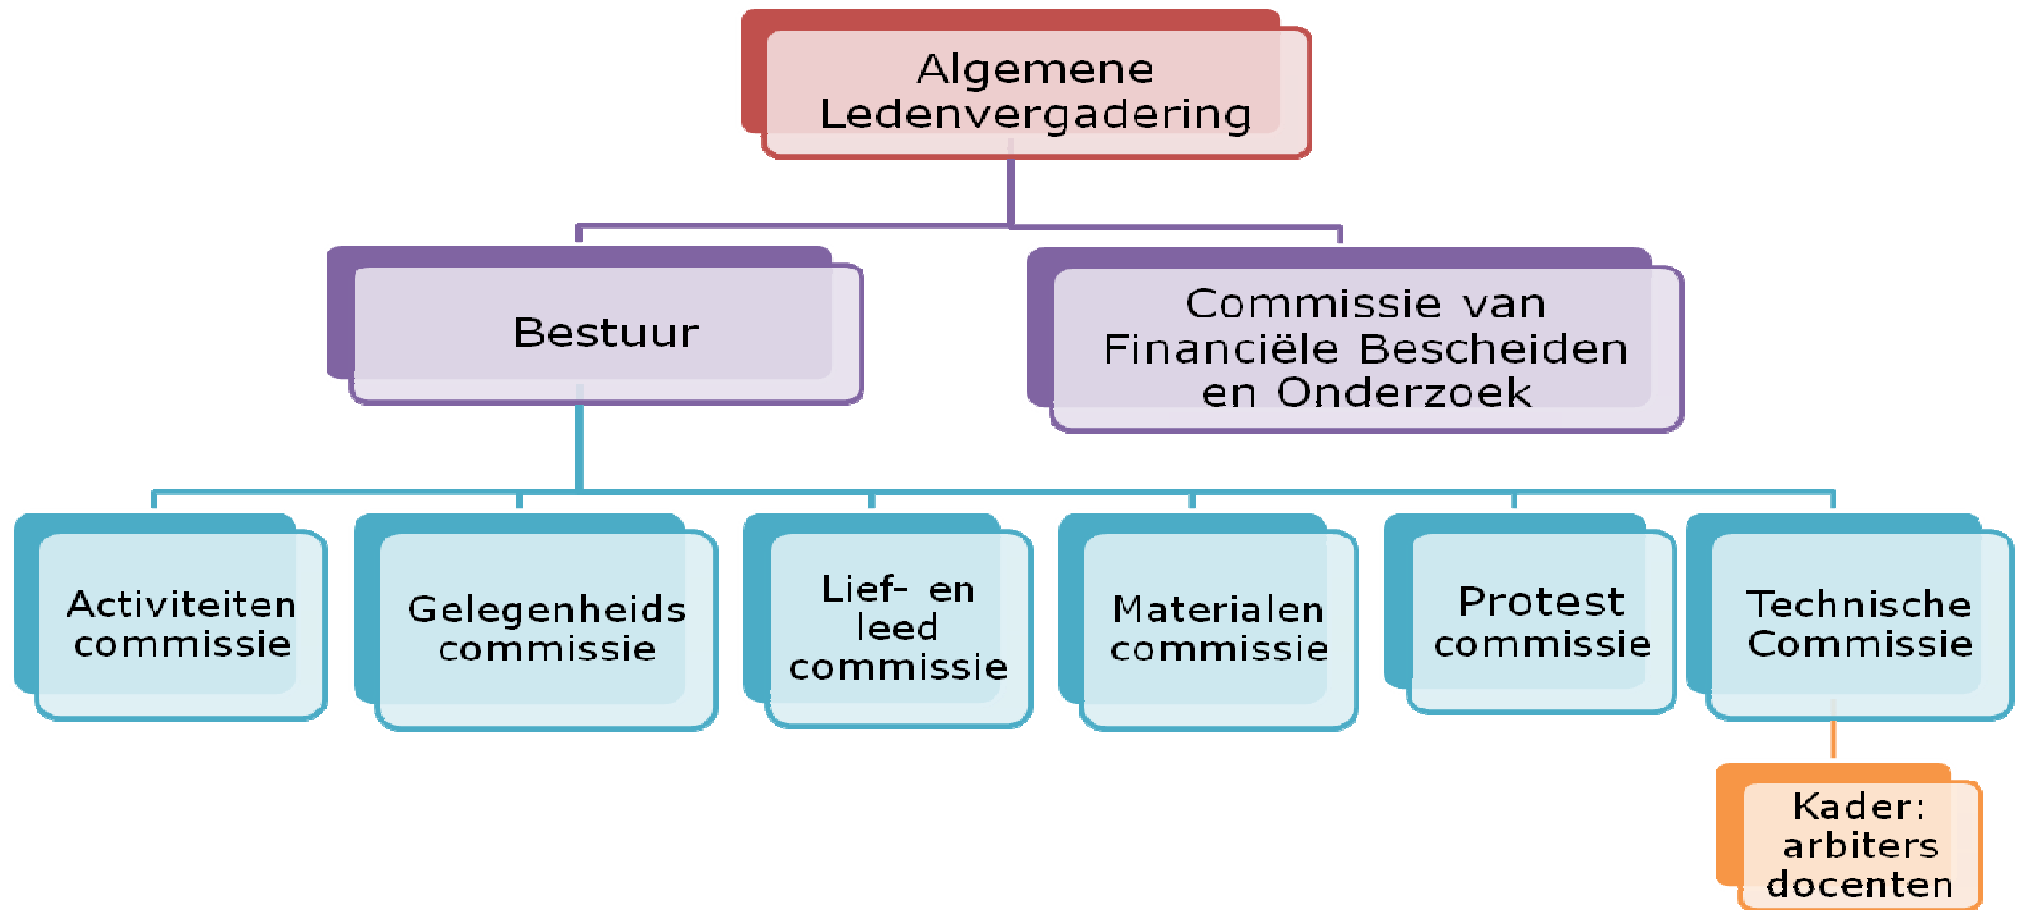 Algemene
Ledenvergadering
Bestuur
Commissie van
Financiële Bescheiden
en Onderzoek
Activiteiten
commissie
Gelegenheids
commissie
Lief- en
leed
commissie
Materialen
commissie
Protest
commissie
Technische
Commissie
Kader:
arbiters
docenten